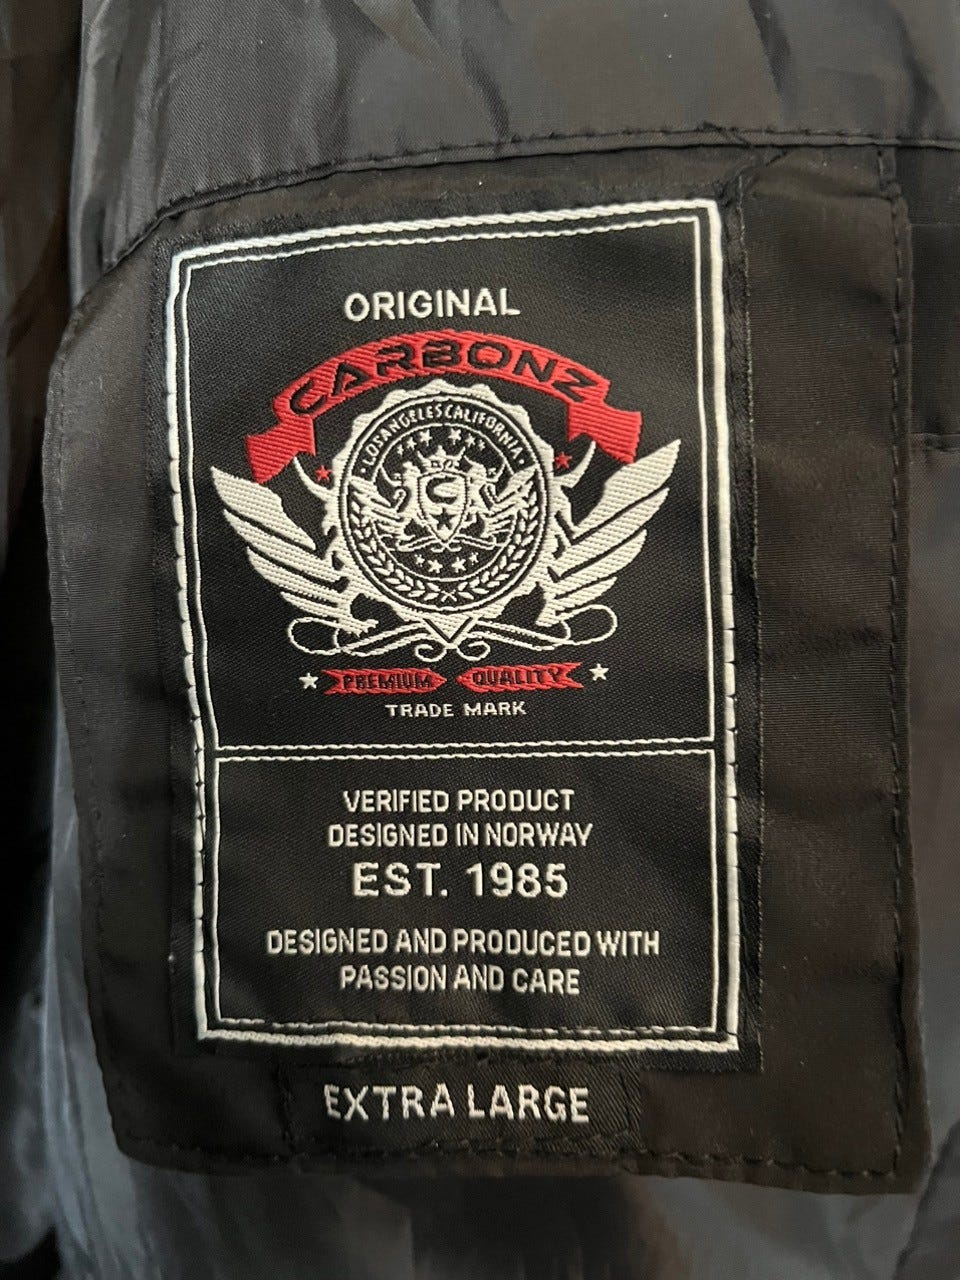 ORIGINAL
CARBONZ
LOS ANGELES CALIFORNIA
C
PREMIUM QUALITY
TRADE MARK
VERIFIED PRODUCT
DESIGNED IN NORWAY
EST. 1985
DESIGNED AND PRODUCED WITH
PASSION AND CARE
EXTRA LARGE